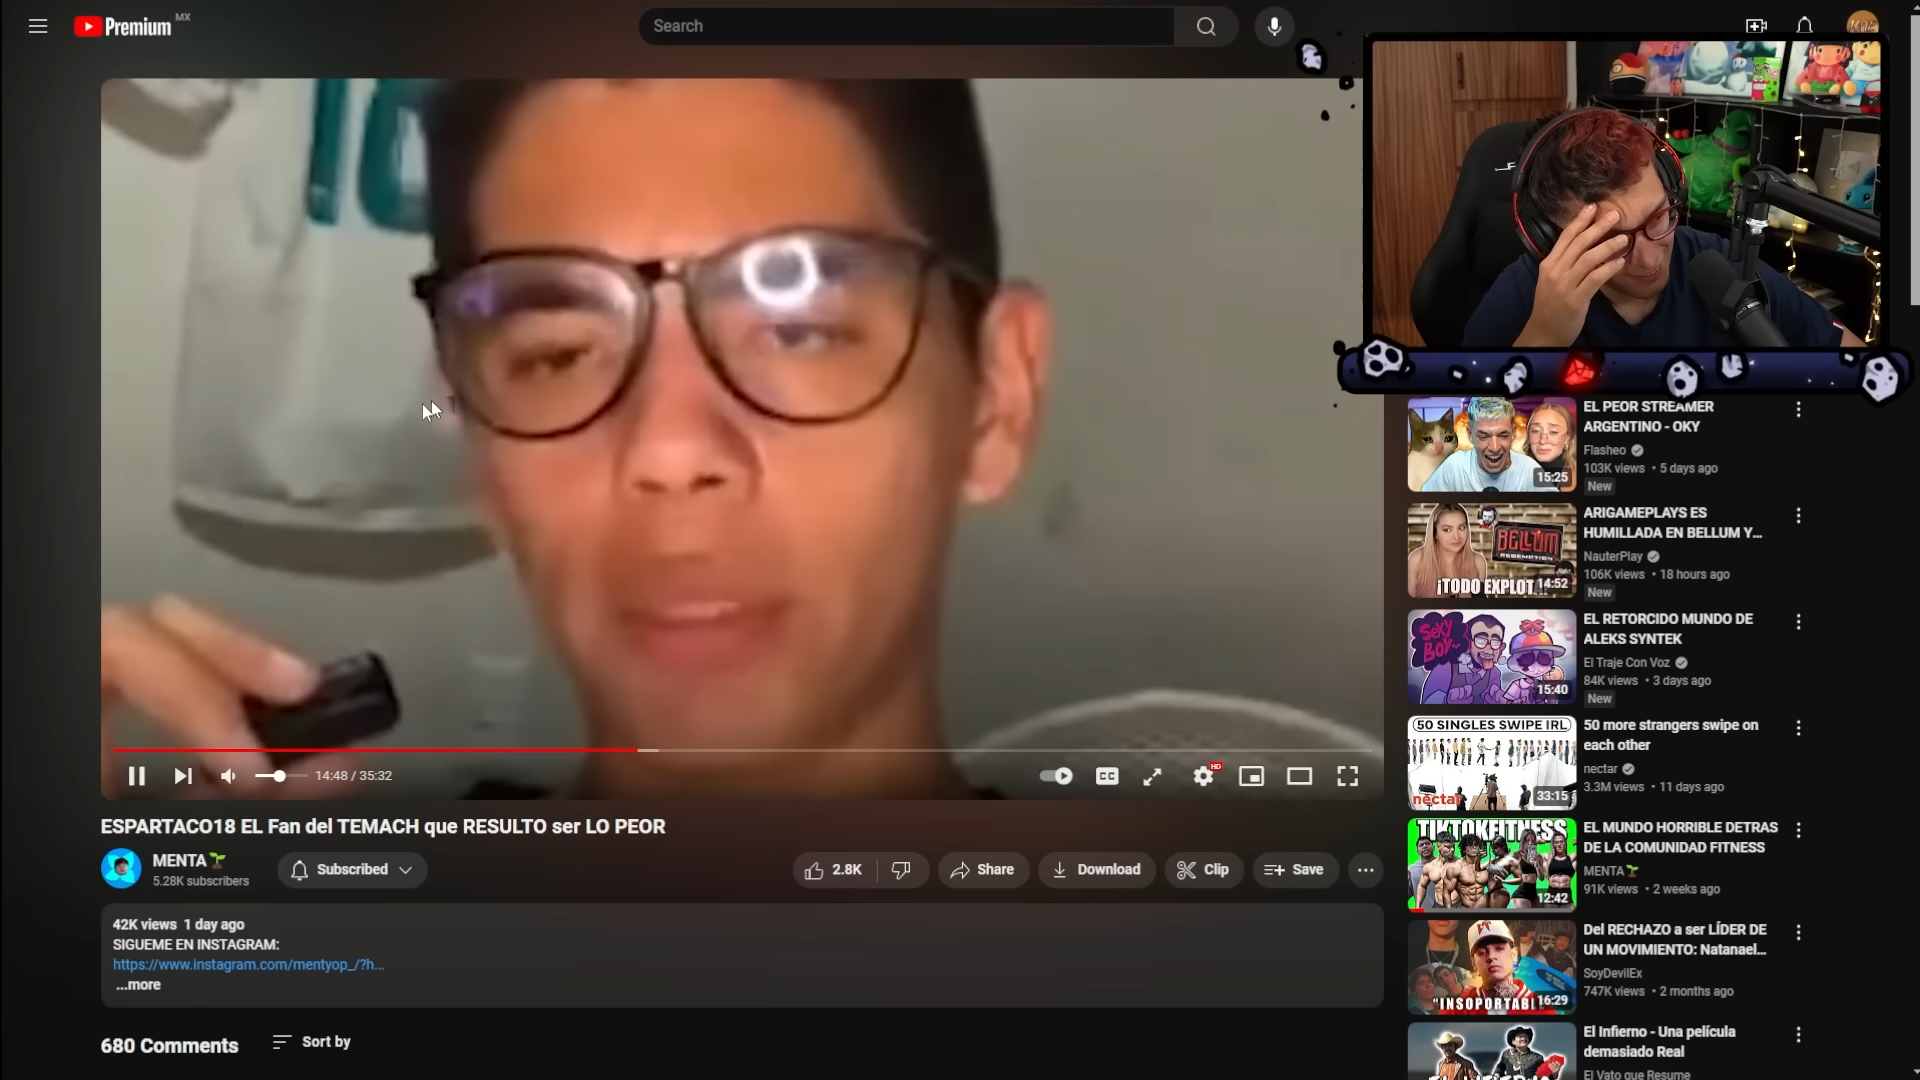 Premium MX
Search
14:48 / 35:32
CC
HD
ESPARTACO18 EL Fan del TEMACH que RESULTO ser LO PEOR
MENTA
5.28K subscribers
Subscribed
2.8K
Share
Download
Clip
Save
42K views 1 day ago
SIGUEME EN INSTAGRAM:
https://www.instagram.com/mentyop_/?h...
...more
680 Comments
Sort by
15:25
EL PEOR STREAMER
ARGENTINO - OKY
Flasheo
103K views • 5 days ago
New
BELLUM
REDEMPTION
¡TODO EXPLOT...
14:52
ARIGAMEPLAYS ES
HUMILLADA EN BELLUM Y...
NauterPlay
106K views • 18 hours ago
New
SEXY
BOY~
15:40
EL RETORCIDO MUNDO DE
ALEKS SYNTEK
El Traje Con Voz
84K views • 3 days ago
New
50 SINGLES SWIPE IRL
nectar
33:15
50 more strangers swipe on
each other
nectar
3.3M views • 11 days ago
TIKTOKFITNESS
12:42
EL MUNDO HORRIBLE DETRAS
DE LA COMUNIDAD FITNESS
MENTA
91K views • 2 weeks ago
"INSOPORTABL
16:29
Del RECHAZO a ser LÍDER DE
UN MOVIMIENTO: Natanael...
SoyDevilEx
747K views • 2 months ago
El Infierno - Una película
demasiado Real
El Vato que Resume